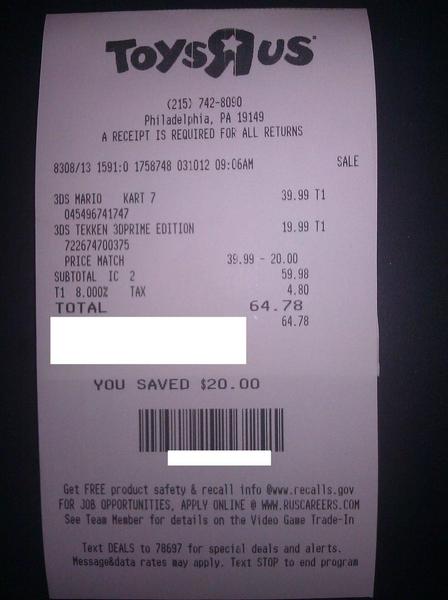 ToysRus
(215) 742-8090
Philadelphia, PA 19149
A RECEIPT IS REQUIRED FOR ALL RETURNS
8308/13 1591:0 1758748 031012 09:06AM SALE
3DS MARIO KART 7 39.99 T1
045496741747
3DS TEKKEN 3DPRIME EDITION 19.99 T1
722674700375
PRICE MATCH 39.99 - 20.00
SUBTOTAL IC 2 59.98
T1 8.000% TAX 4.80
TOTAL 64.78
64.78
YOU SAVED $20.00
Get FREE product safety & recall info @www.recalls.gov
FOR JOB OPPORTUNITIES, APPLY ONLINE @ WWW.RUSCAREERS.COM
See Team Member for details on the Video Game Trade-In
Text DEALS to 78697 for special deals and alerts.
Message&data rates may apply. Text STOP to end program